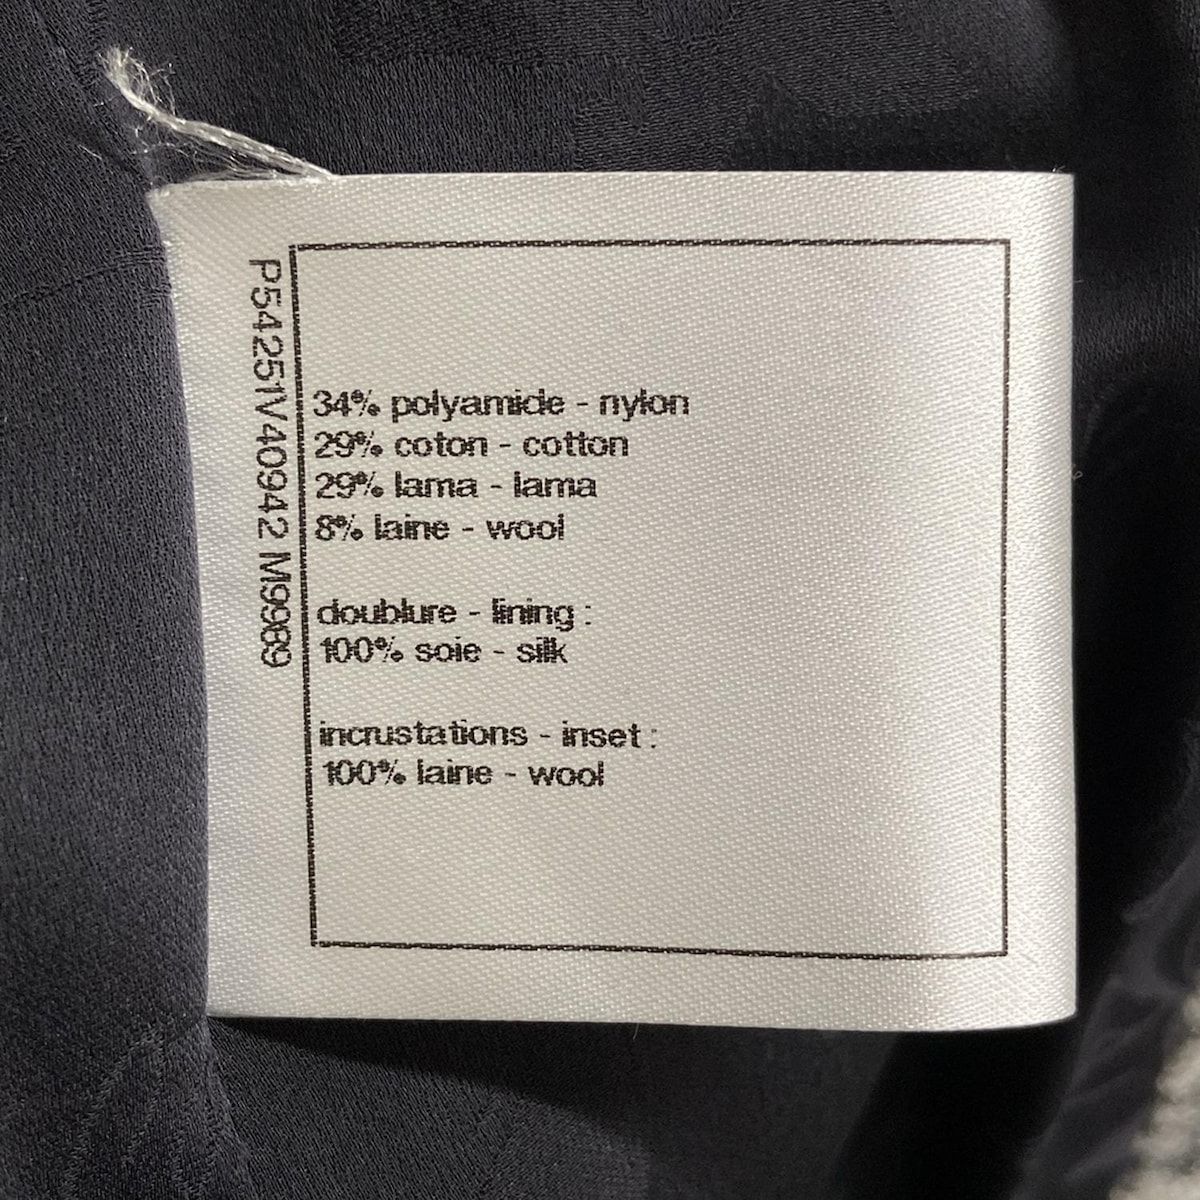 P54251V40942 M9989
34% polyamide - nylon
29% coton - cotton
29% lama - lama
8% laine - wool
doublure - lining :
100% soie - silk
incrustations - inset :
100% laine - wool